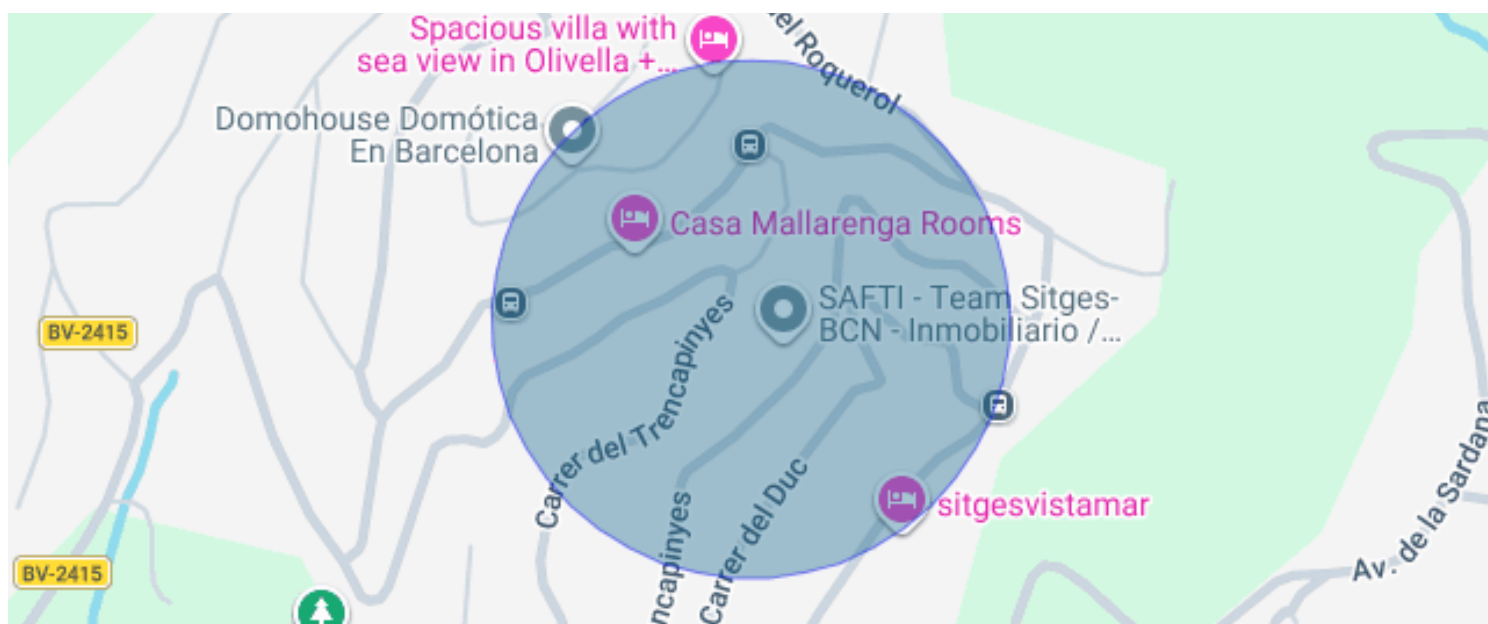 Spacious villa with
sea view in Olivella +...
del Roquerol
Domohouse Domótica
En Barcelona
Casa Mallarenga Rooms
SAFTI - Team Sitges-
BCN - Inmobiliario /...
BV-2415
Carrer del Trencapinyes
sitgesvistamar
Carrer del Duc
ncapinyes
Av. de la Sardana
BV-2415